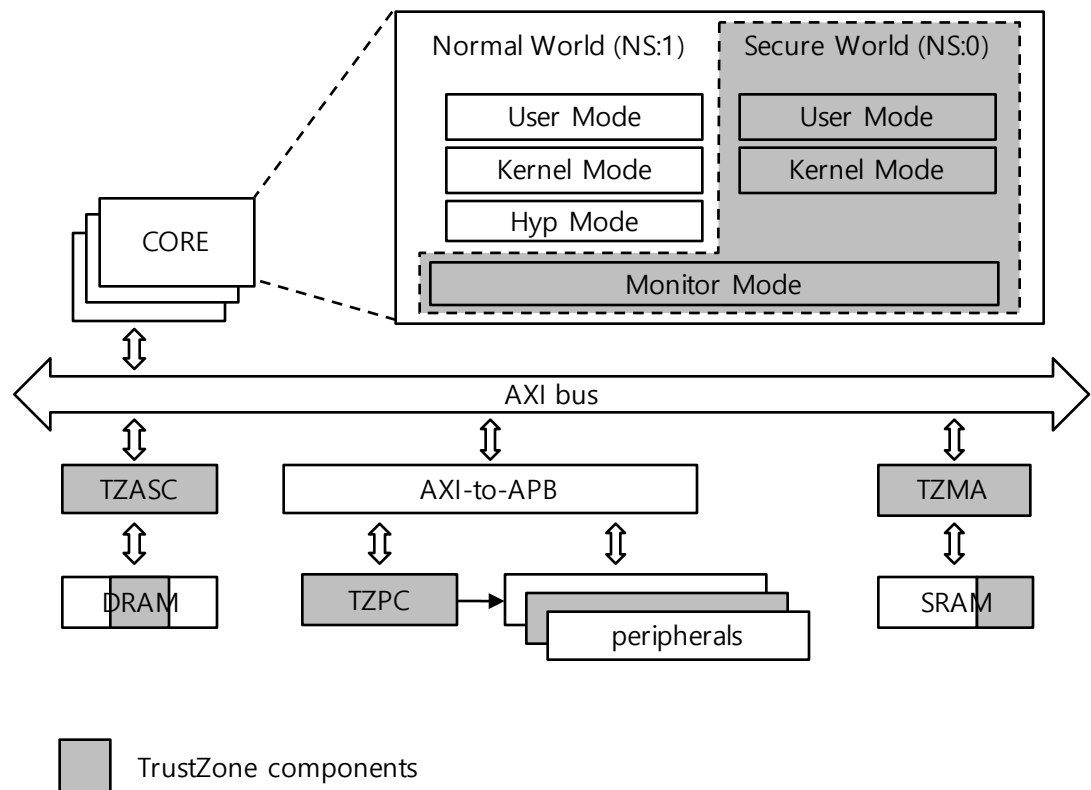 Normal World (NS:1)
Secure World (NS:0)
User Mode
User Mode
Kernel Mode
Kernel Mode
Hyp Mode
Monitor Mode
CORE
AXI bus
TZASC
AXI-to-APB
TZMA
DRAM
TZPC
peripherals
SRAM
TrustZone components